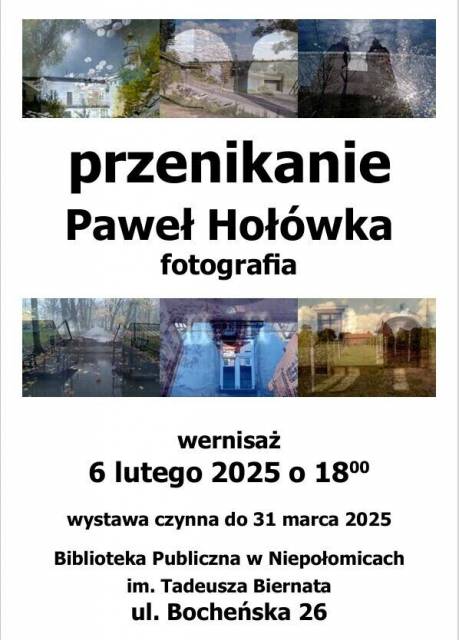 przenikanie
Paweł Hołówka
fotografia
wernisaż
6 lutego 2025 o 18⁰⁰
wystawa czynna do 31 marca 2025
Biblioteka Publiczna w Niepołomicach
im. Tadeusza Biernata
ul. Bocheńska 26